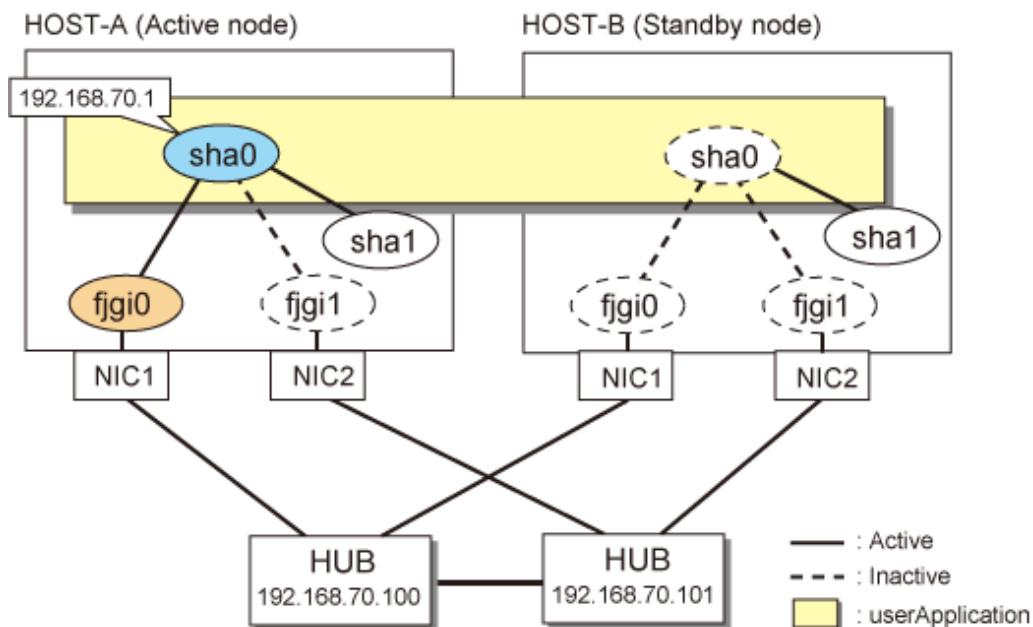 HOST-A (Active node)
HOST-B (Standby node)
192.168.70.1
sha0
sha0
sha1
sha1
fjgi0
fjgi1
fjgi0
fjgi1
NIC1
NIC2
NIC1
NIC2
HUB
192.168.70.100
HUB
192.168.70.101
: Active
: Inactive
: userApplication